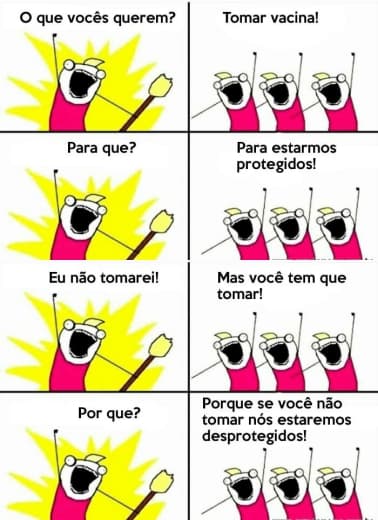 O que vocês querem?
Tomar vacina!
Para que?
Para estarmos
protegidos!
Eu não tomarei!
Mas você tem que
tomar!
Por que?
Porque se você não
tomar nós estaremos
desprotegidos!